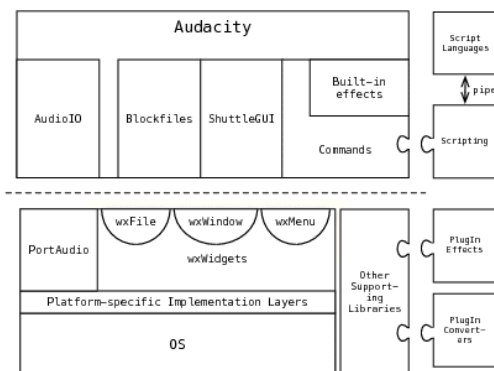 Audacity
Script
Languages
pipe
Built-in
effects
AudioIO
Blockfiles
ShuttleGUI
Commands
Scripting
wxFile
wxWindow
wxMenu
PortAudio
wxWidgets
Other
Support-
ing
Libraries
PlugIn
Effects
Platform-specific Implementation Layers
OS
PlugIn
Convert-
ers